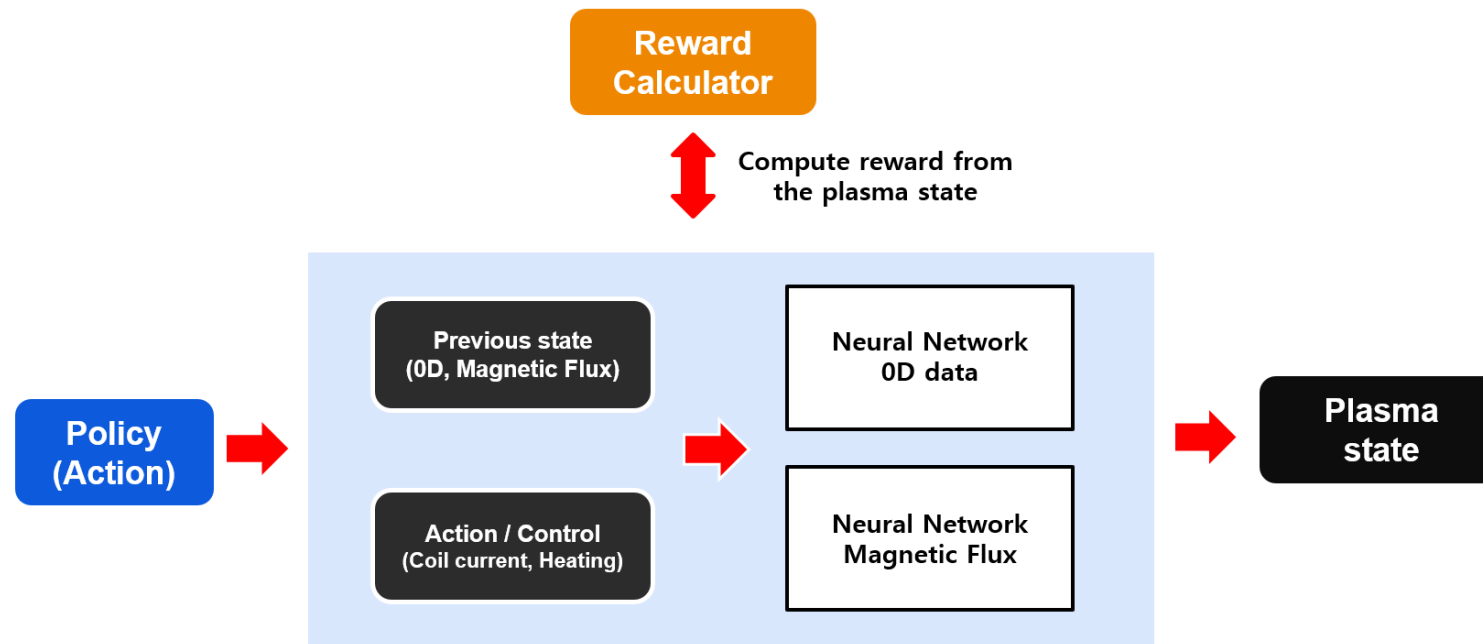 Reward
Calculator
Compute reward from
the plasma state
Previous state
(0D, Magnetic Flux)
Neural Network
0D data
Policy
(Action)
Plasma
state
Action / Control
(Coil current, Heating)
Neural Network
Magnetic Flux